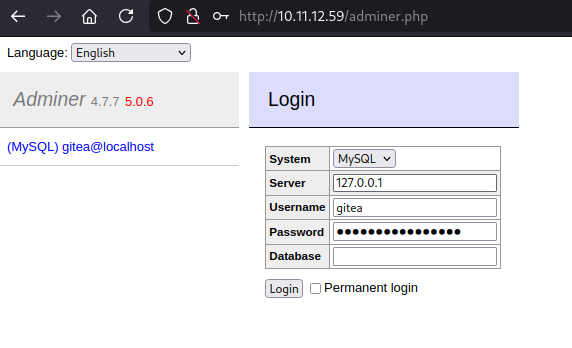 http://10.11.12.59/adminer.php
Language: English
Adminer 4.7.7 5.0.6
Login
(MySQL) gitea@localhost
System MySQL
Server 127.0.0.1
Username gitea
Password ●●●●●●●●●●●●●●●●
Database
Login Permanent login